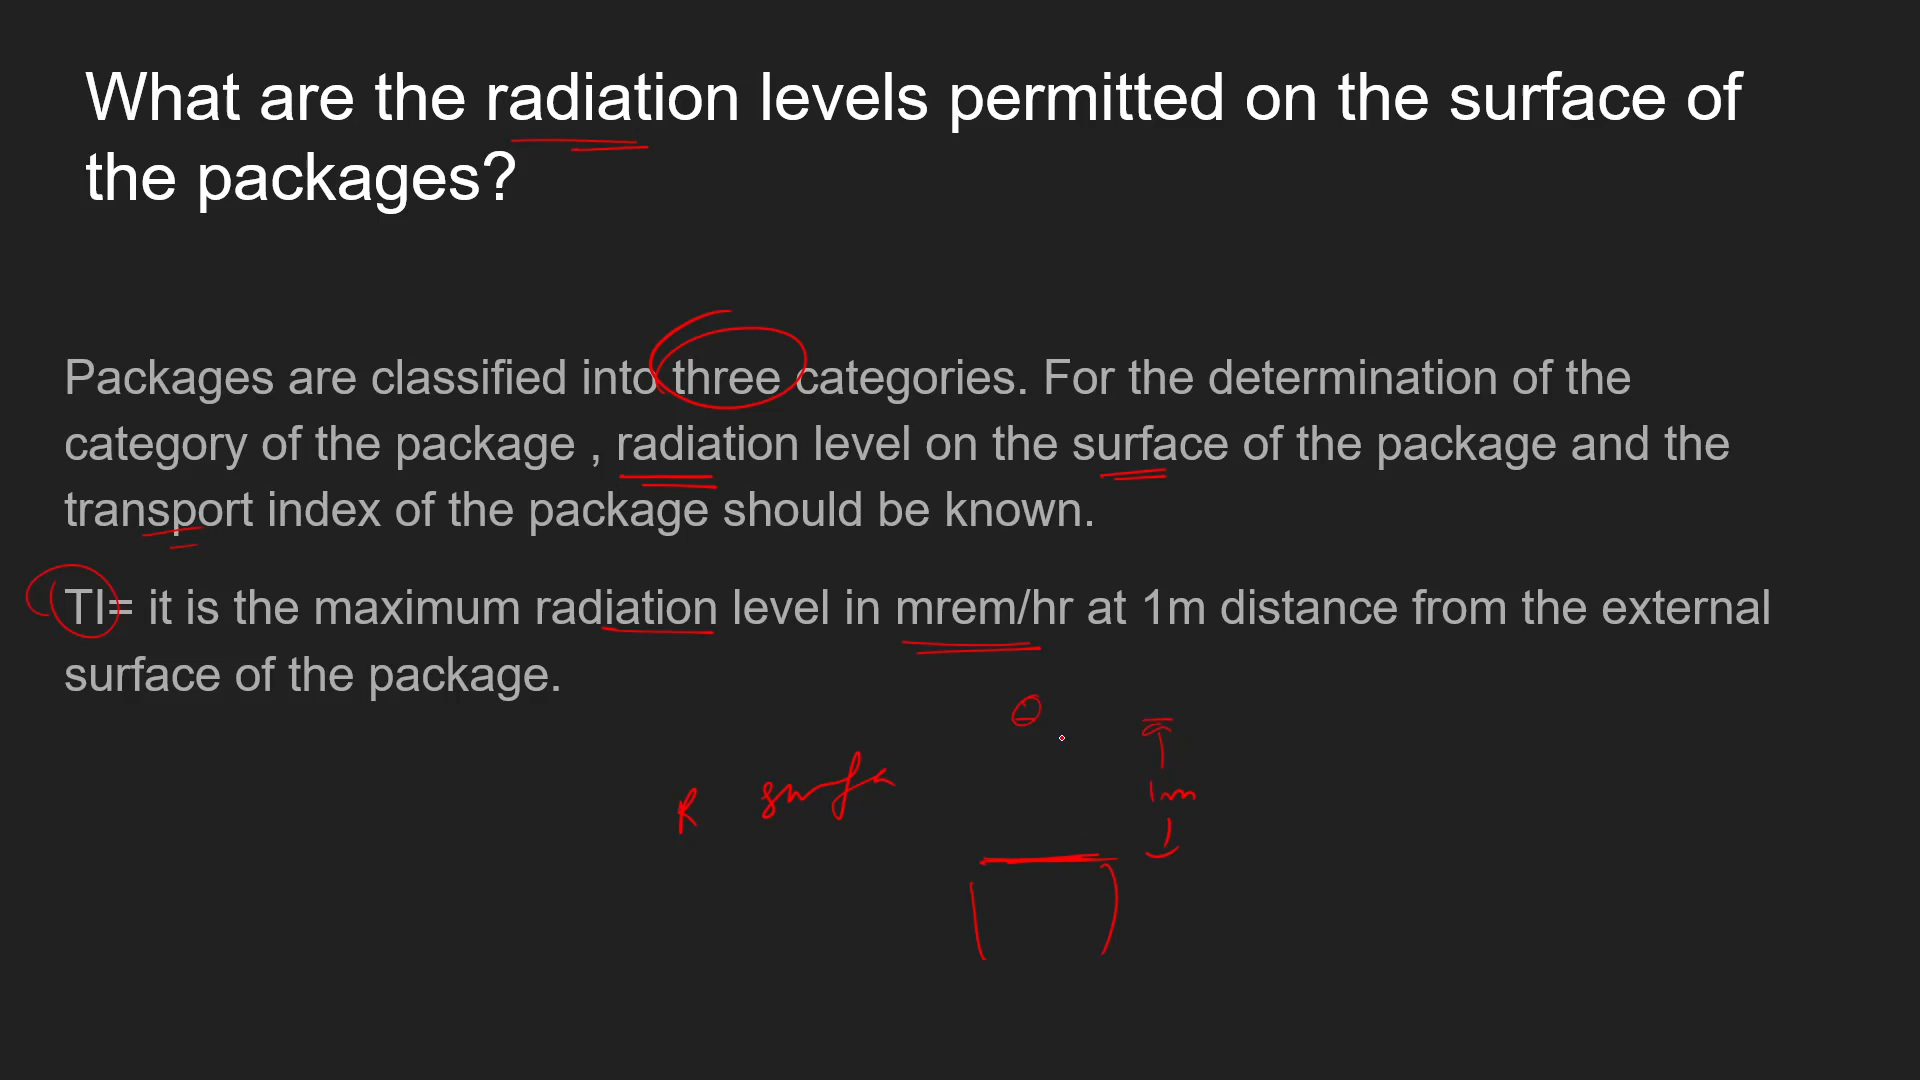 What are the radiation levels permitted on the surface of
the packages?
Packages are classified into three categories. For the determination of the
category of the package , radiation level on the surface of the package and the
transport index of the package should be known.
TI= it is the maximum radiation level in mrem/hr at 1m distance from the external
surface of the package.
R
1m